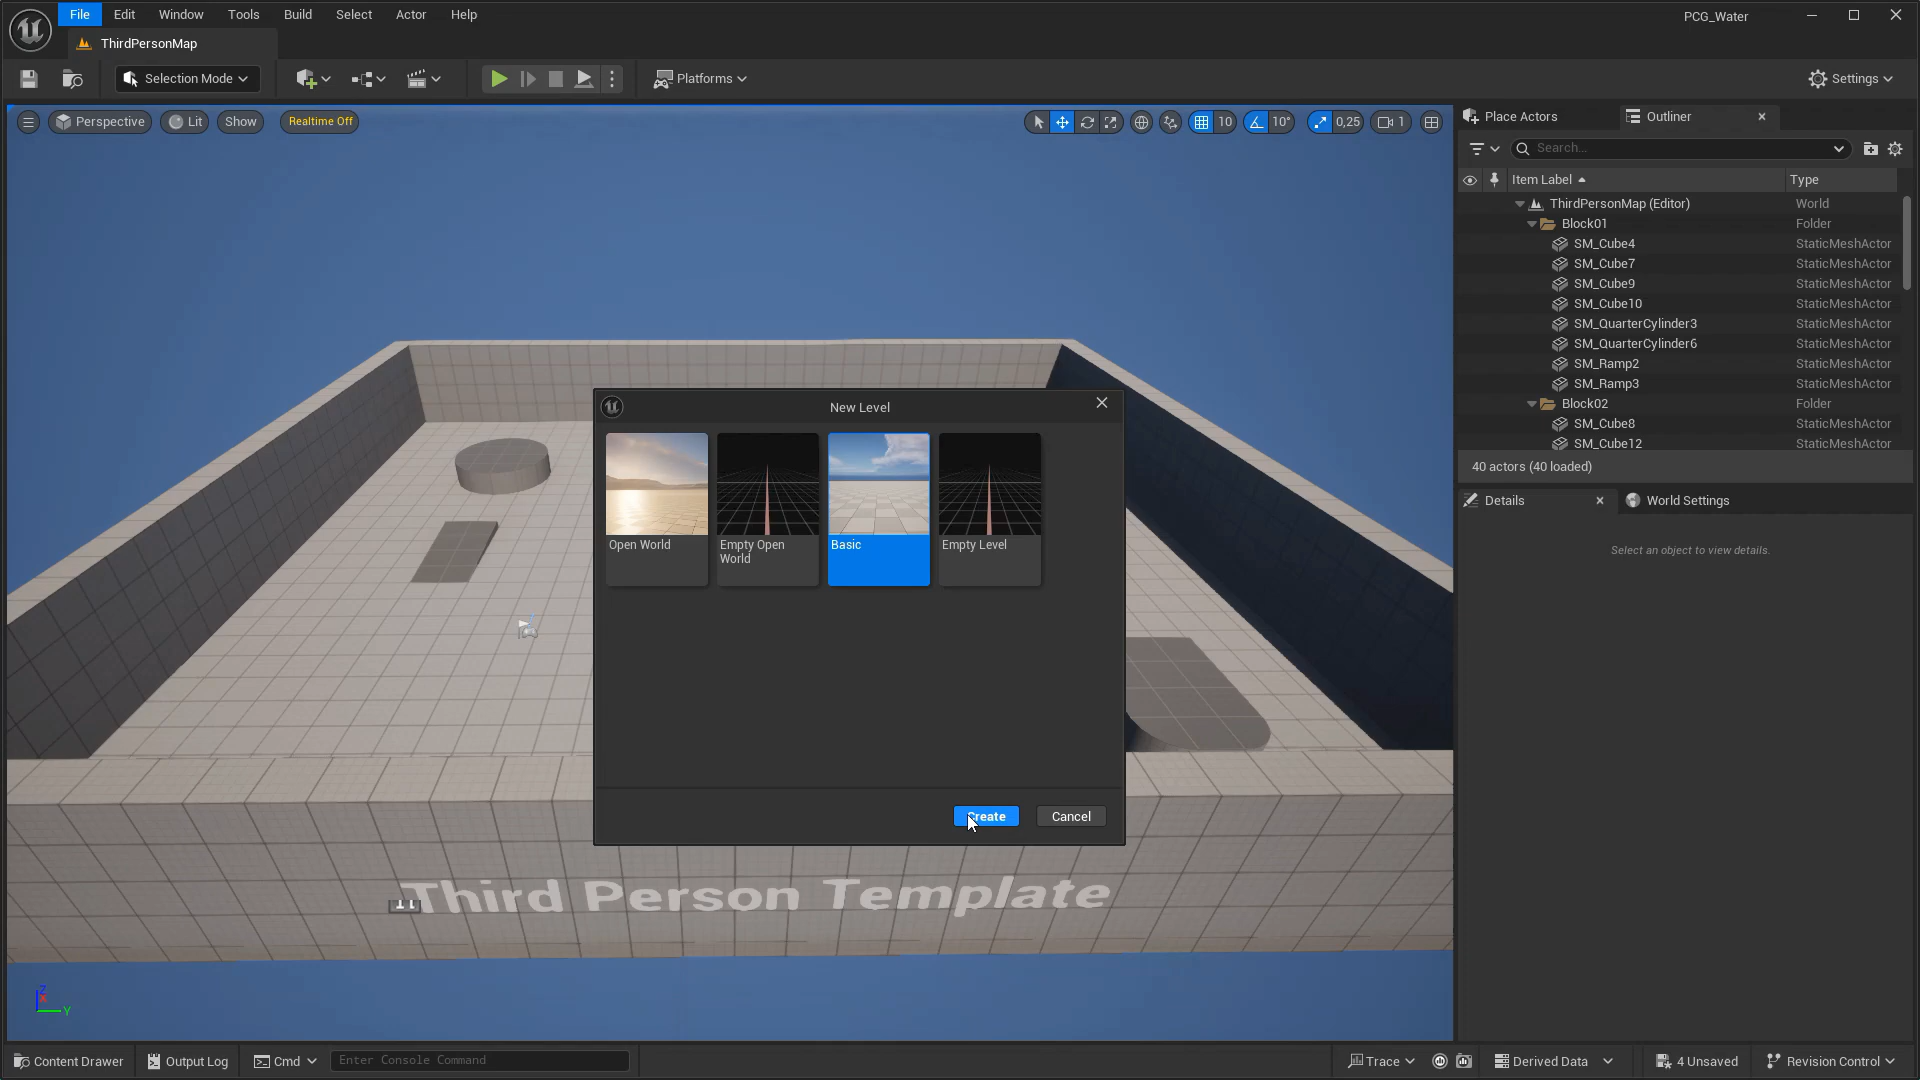 File Edit Window Tools Build Select Actor Help
PCG_Water
ThirdPersonMap
Selection Mode
Platforms
Settings
Perspective Lit Show Realtime Off
10 10° 0,25 1
Place Actors Outliner
Search...
Item Label Type
ThirdPersonMap (Editor) World
Block01 Folder
SM_Cube4 StaticMeshActor
SM_Cube7 StaticMeshActor
SM_Cube9 StaticMeshActor
SM_Cube10 StaticMeshActor
SM_QuarterCylinder3 StaticMeshActor
SM_QuarterCylinder6 StaticMeshActor
SM_Ramp2 StaticMeshActor
SM_Ramp3 StaticMeshActor
Block02 Folder
SM_Cube8 StaticMeshActor
SM_Cube12 StaticMeshActor
40 actors (40 loaded)
Details World Settings
Select an object to view details.
New Level
Open World
Empty Open World
Basic
Empty Level
Create Cancel
Third Person Template
Z
X
Y
Content Drawer Output Log Cmd Enter Console Command
Trace Derived Data 4 Unsaved Revision Control